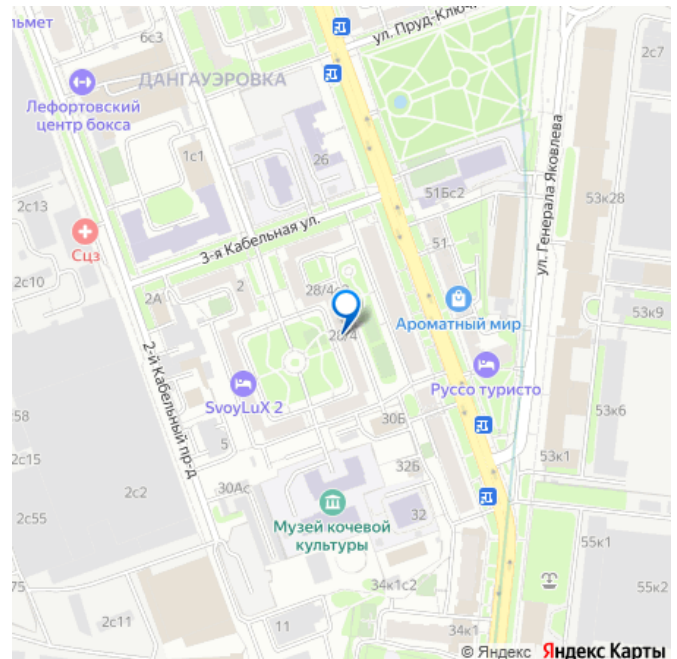 льмет
6с3
ул. Пруд-Ключ
2с7
ДАНГАУЭРОВКА
Лефортовский
центр бокса
1с1
26
ул. Генерала Яковлева
51Бс2
53к28
2с13
Сцз
3-я Кабельная ул.
51
2с10
2А
2
28/4с2
53к9
Ароматный мир
28/4
2-й Кабельный пр-д
Руссо туристо
SvoyLuX 2
58
30Б
53к6
5
2с15
32Б
53к1
30Ас
2с2
2с55
32
Музей кочевой
культуры
55к1
75
34к1с2
55к2
2с11
11
34к1
© Яндекс Яндекс Карты